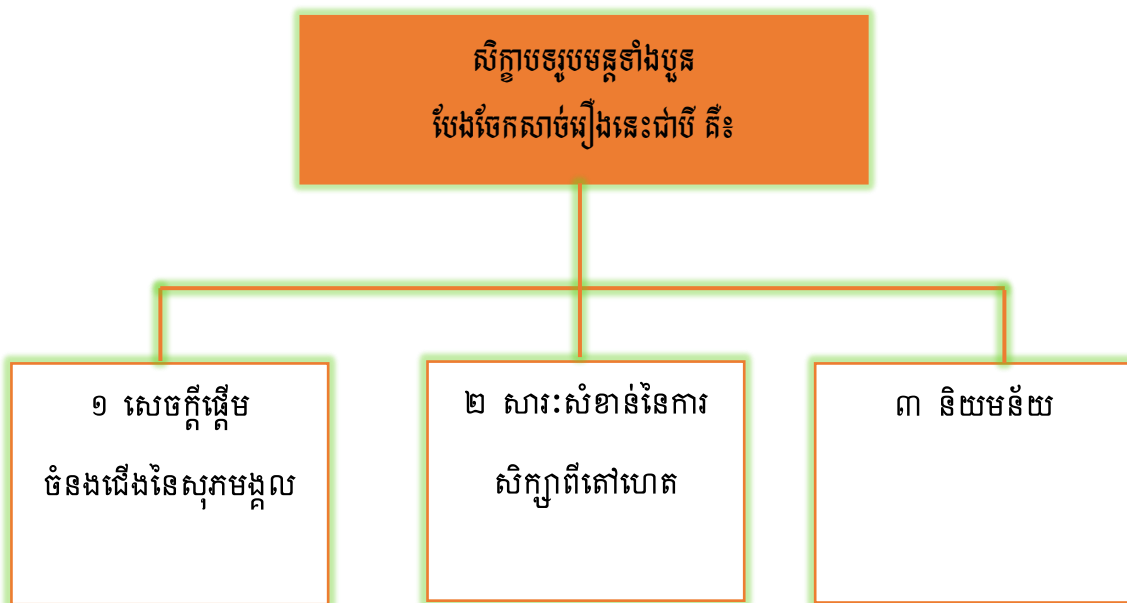 សិក្ខាបទរូបមន្តទាំងបួន
បែងចែកសាច់រឿងនេះជាបី គឺ៖
១ សេចក្តីផ្តើម
ចំនងជើងនៃសុភមង្គល
២ សារៈសំខាន់នៃការ
សិក្សាពីតៅហេត
៣ និយមន័យ